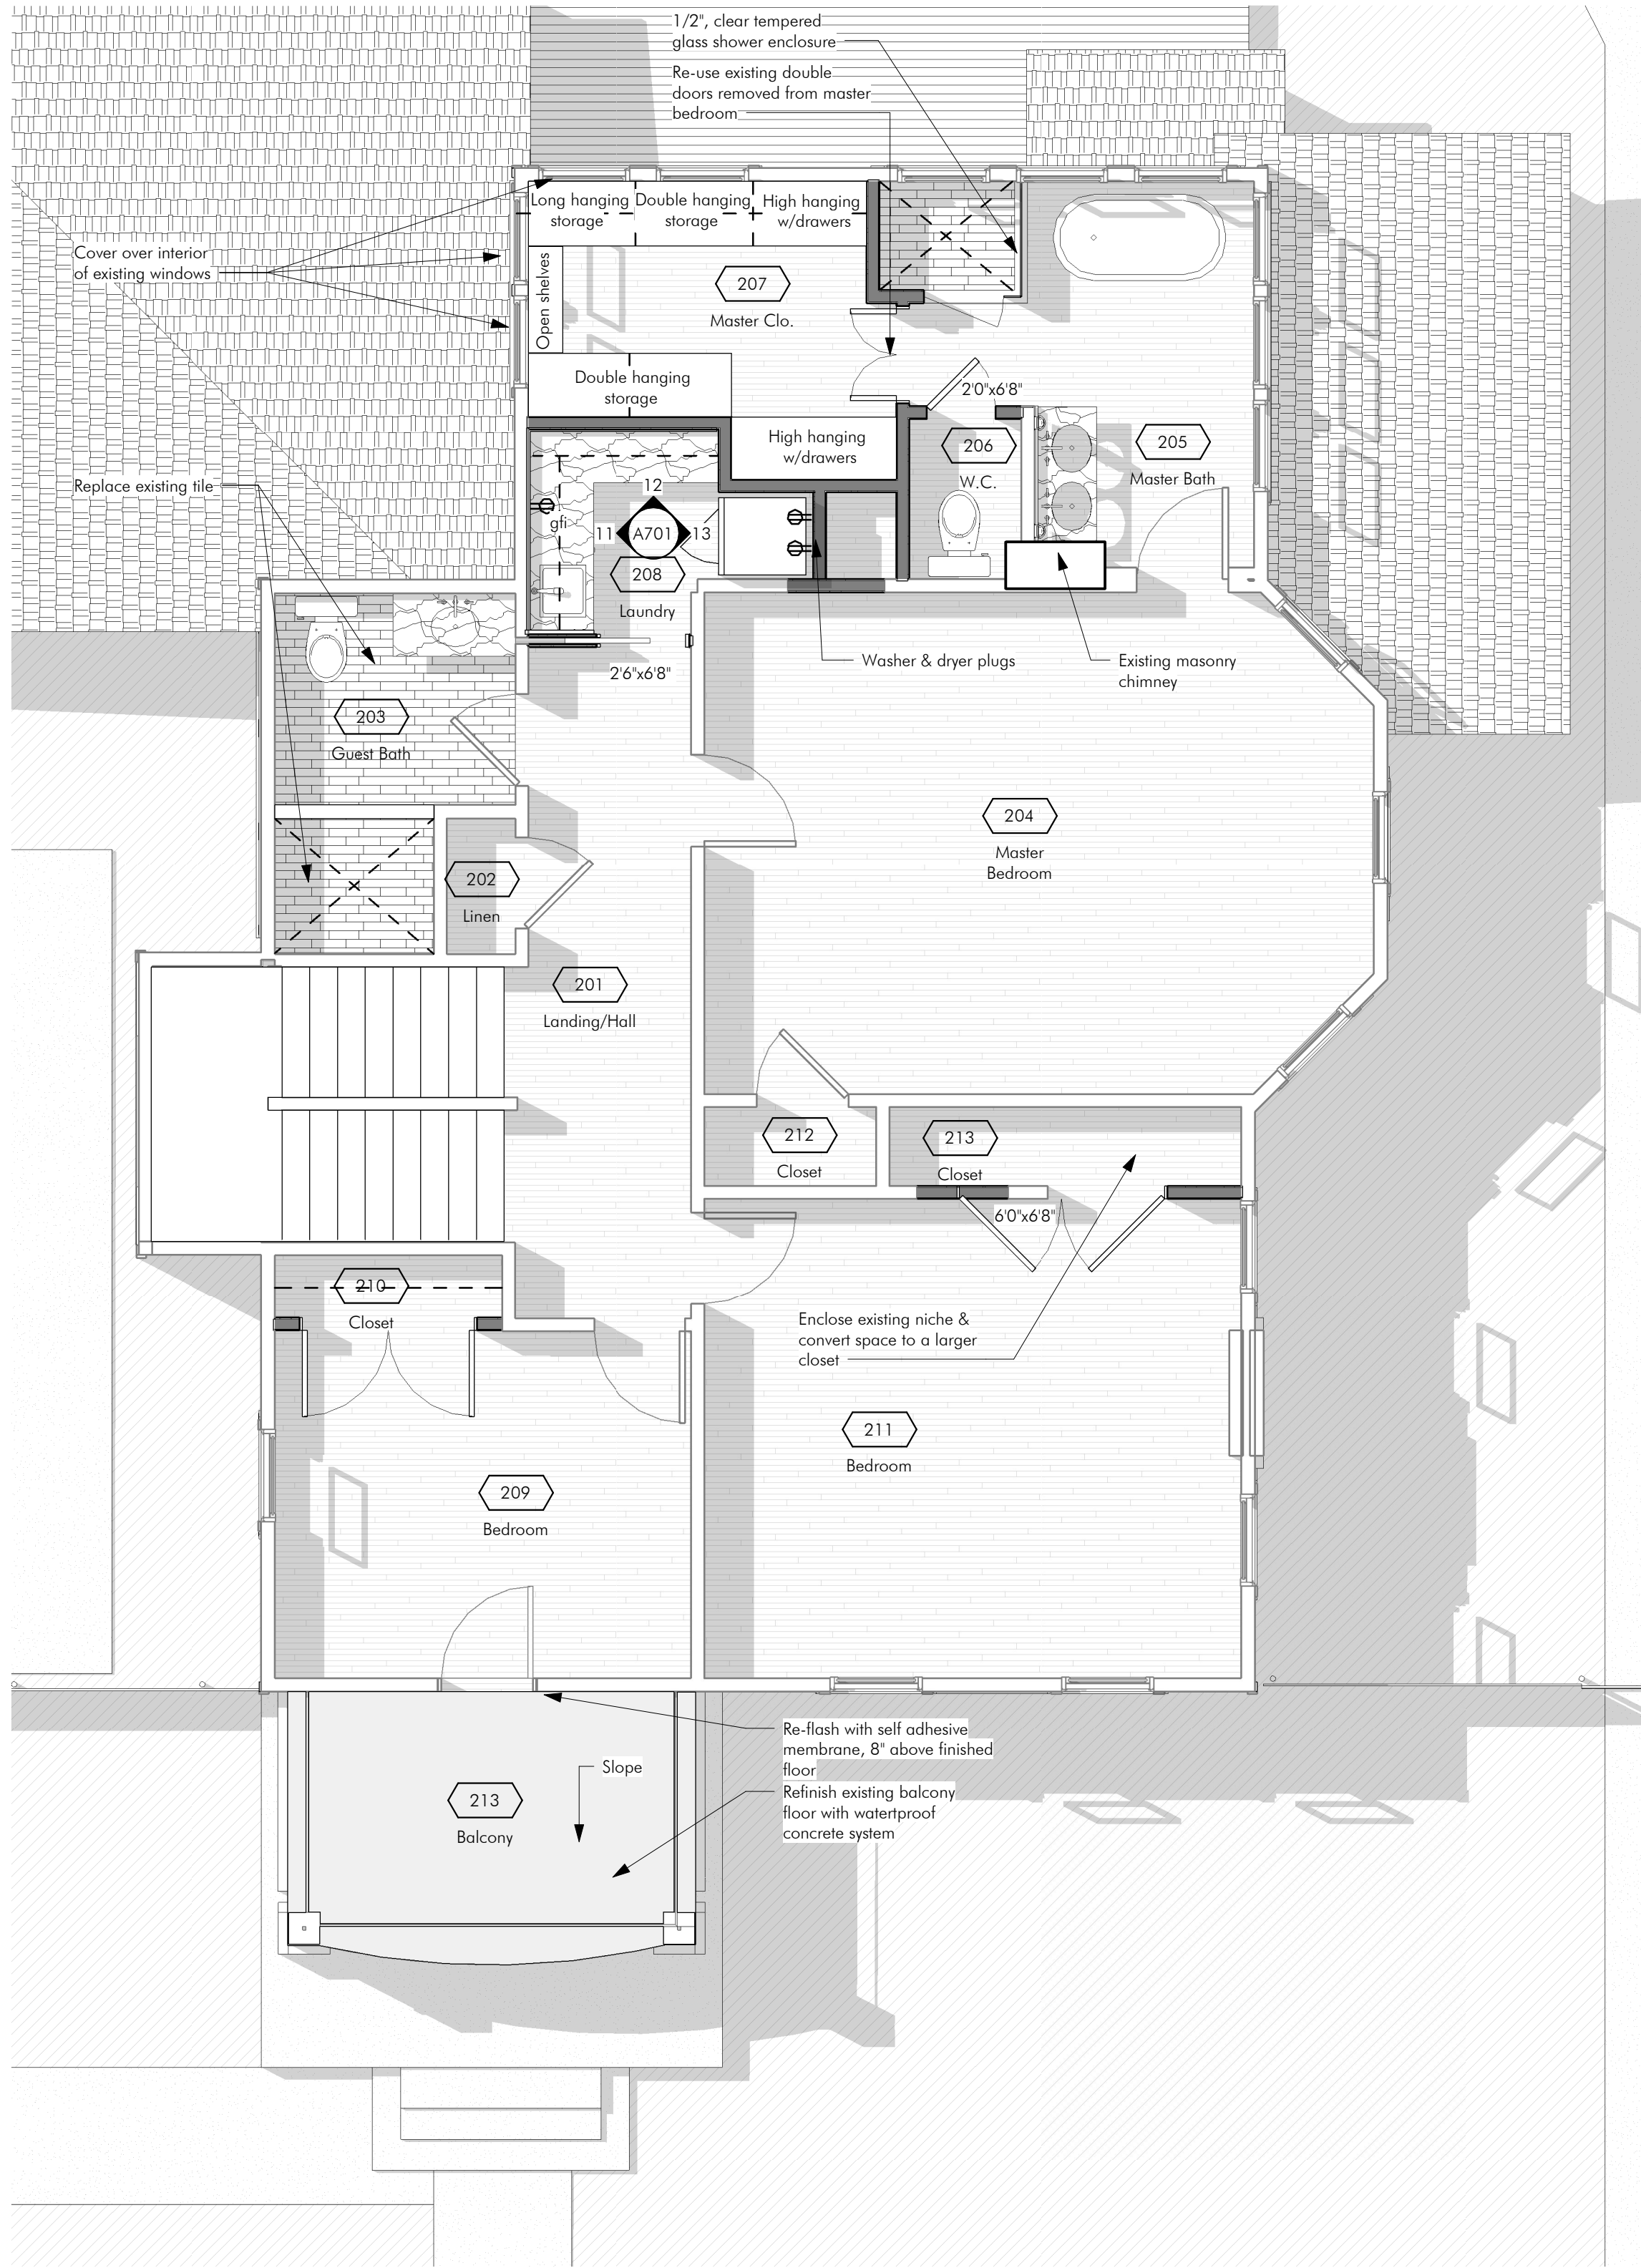 1/2", clear tempered
glass shower enclosure
Re-use existing double
doors removed from master
bedroom
Long hanging
storage
Double hanging
storage
High hanging
w/drawers
Cover over interior
of existing windows
Open shelves
207
Master Clo.
Double hanging
storage
2'0"x6'8"
High hanging
w/drawers
206
W.C.
205
Master Bath
Replace existing tile
gfi
12
11
A701
13
208
Laundry
2'6"x6'8"
Washer & dryer plugs
Existing masonry
chimney
203
Guest Bath
204
Master
Bedroom
202
Linen
201
Landing/Hall
212
Closet
213
Closet
6'0"x6'8"
210
Closet
Enclose existing niche &
convert space to a larger
closet
211
Bedroom
209
Bedroom
Re-flash with self adhesive
membrane, 8" above finished
floor
Slope
Refinish existing balcony
floor with watertproof
concrete system
213
Balcony